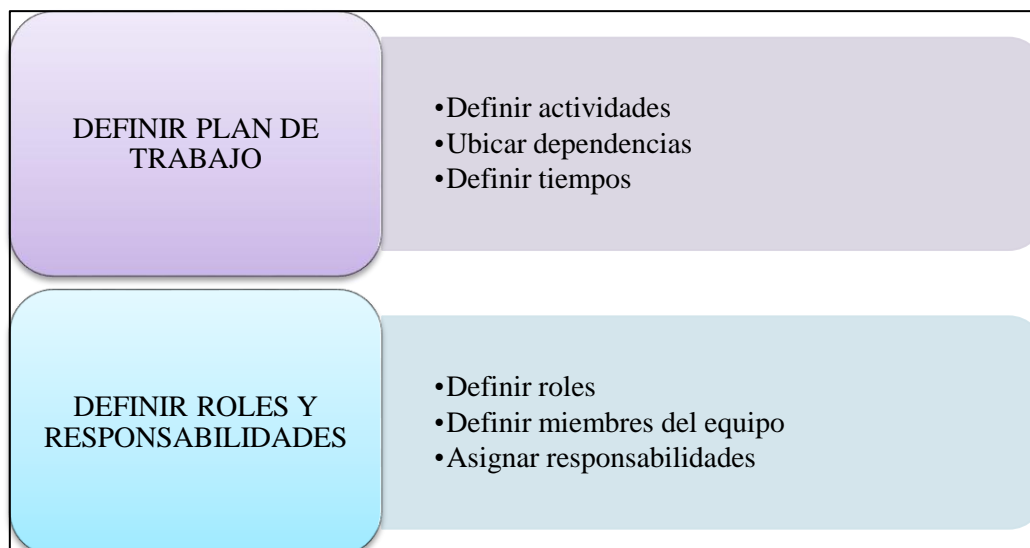 DEFINIR PLAN DE
TRABAJO
•Definir actividades
•Ubicar dependencias
•Definir tiempos
DEFINIR ROLES Y
RESPONSABILIDADES
•Definir roles
•Definir miembres del equipo
•Asignar responsabilidades